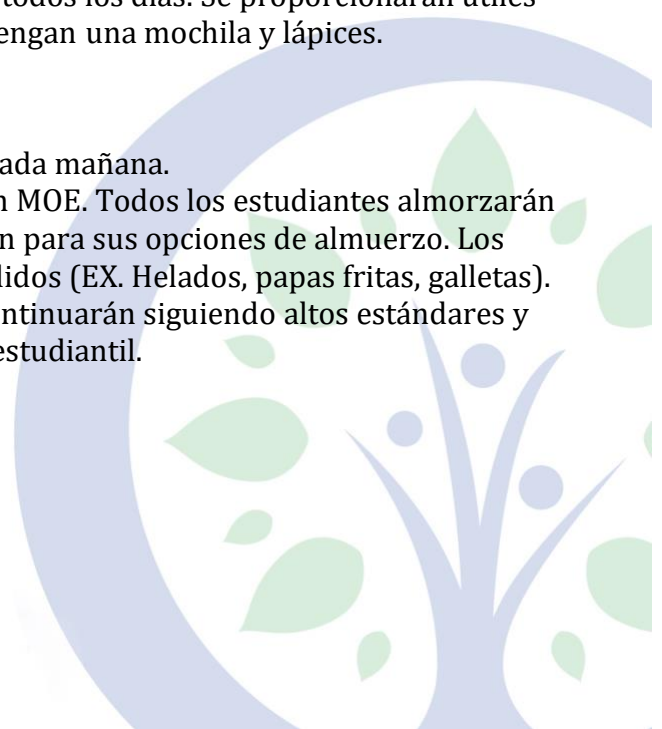 todos los días. Se proporcionarán útiles
engan una mochila y lápices.
ada mañana.
n MOE. Todos los estudiantes almorzarán
n para sus opciones de almuerzo. Los
lidos (EX. Helados, papas fritas, galletas).
ontinuarán siguiendo altos estándares y
estudiantil.